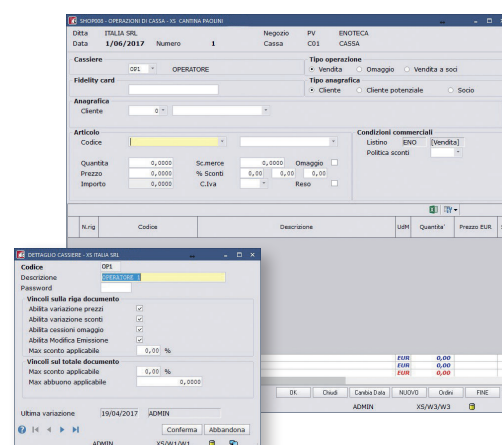 SHOP008 - OPERAZIONI DI CASSA - XS CANTINA PAOLINI
Ditta ITALIA SRL Negozio PV ENOTECA
Data 1/06/2017 Numero 1 Cassa C01 CASSA
Cassiere Tipo operazione
OP1 OPERATORE Vendita Omaggio Vendita a soci
Fidelity card Tipo anagrafica
Cliente Cliente potenziale Socio
Anagrafica
Cliente 0
Articolo Condizioni commerciali
Codice Listino ENO [Vendita]
Politica sconti
Quantita 0,0000 Sc.merce 0,0000 Omaggio
Prezzo 0,0000 % Sconti 0,00 0,00 0,00
Importo 0,0000 C.Iva Reso
N.rig Codice Descrizione UdM Quantita' Prezzo EUR
DETTAGLIO CASSIERE - XS ITALIA SRL
Codice OP1
Descrizione OPERATORE 1
Password
Vincoli sulla riga documento
Abilita variazione prezzi
Abilita variazione sconti
Abilita cessioni omaggio
Abilita Modifica Emissione
Max sconto applicabile 0,00 %
Vincoli sul totale documento
Max sconto applicabile 0,00 %
Max abbuono applicabile 0,0000
Ultima variazione 19/04/2017 ADMIN
Conferma Abbandona
ADMIN XS/W1/W1
EUR 0,00
EUR 0,00
EUR 0,00
OK Chiudi Cambia Data NUOVO Ordini FINE
ADMIN XS/W3/W3